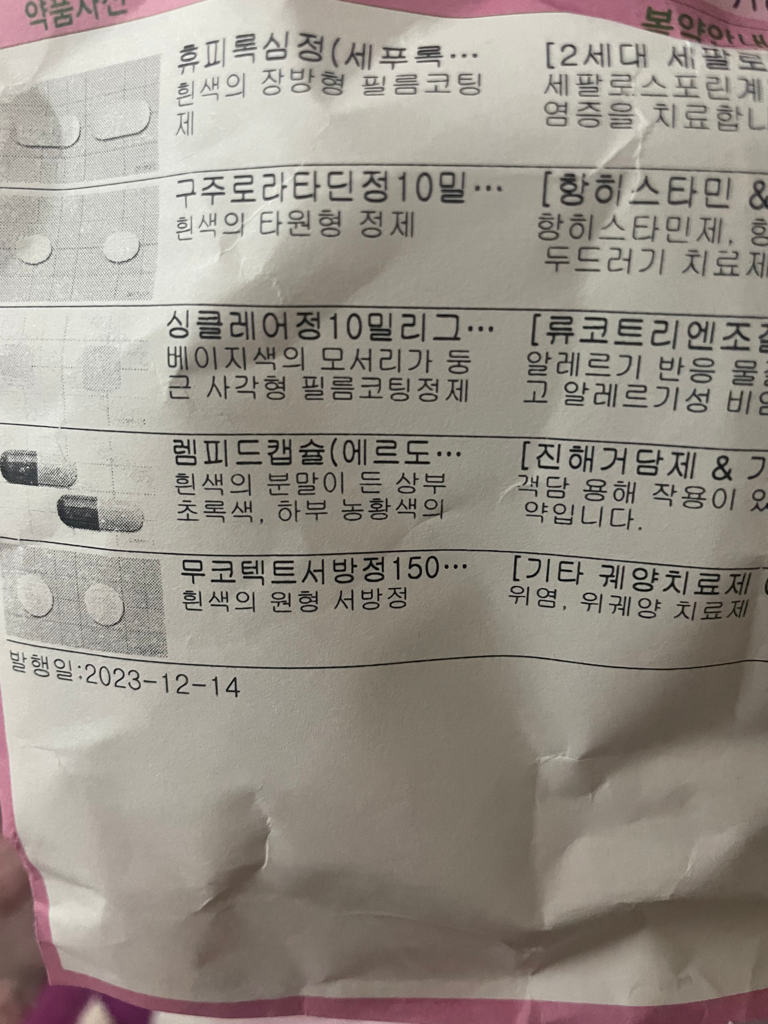 약품사진
복약안내
휴피록심정(세푸록… [2세대 세팔로
흰색의 장방형 필름코팅 세팔로스포린계
제 염증을 치료합니
구주로라타딘정10밀… [항히스타민 &
흰색의 타원형 정제 항히스타민제, 항
두드러기 치료제
싱클레어정10밀리그… [류코트리엔조절
베이지색의 모서리가 둥 알레르기 반응 물질
근 사각형 필름코팅정제 고 알레르기성 비염
렘피드캡슐(에르도… [진해거담제 & 기
흰색의 분말이 든 상부 객담 용해 작용이 있
초록색, 하부 농황색의 약입니다.
무코텍트서방정150… [기타 궤양치료제 (
흰색의 원형 서방정 위염, 위궤양 치료제
발행일:2023-12-14